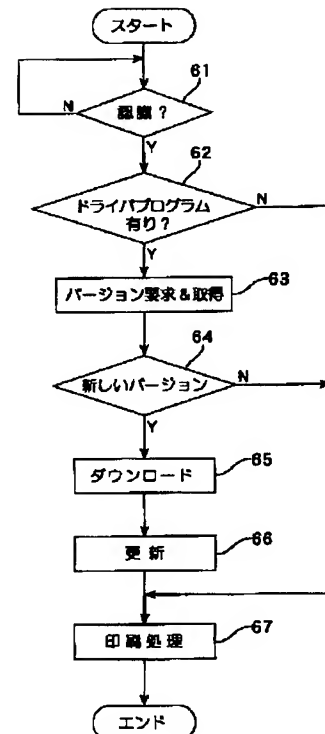 スタート
61
認識?
N
Y
62
ドライバプログラム
有り?
N
Y
63
バージョン要求&取得
64
新しいバージョン
N
Y
65
ダウンロード
66
更新
67
印刷処理
エンド